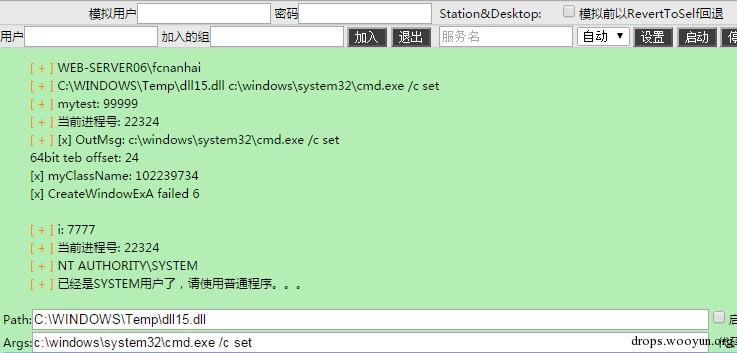 模拟用户 密码 Station&Desktop: 模拟前以RevertToSelf回退
用户 加入的组 加入 退出 服务名 自动 设置 启动
[ + ] WEB-SERVER06\fcnanhai
[ + ] C:\WINDOWS\Temp\dll15.dll c:\windows\system32\cmd.exe /c set
[ + ] mytest: 99999
[ + ] 当前进程号: 22324
[ + ] [x] OutMsg: c:\windows\system32\cmd.exe /c set
64bit teb offset: 24
[x] myClassName: 102239734
[x] CreateWindowExA failed 6
[ + ] i: 7777
[ + ] 当前进程号: 22324
[ + ] NT AUTHORITY\SYSTEM
[ + ] 已经是SYSTEM用户了，请使用普通程序。。。
Path: C:\WINDOWS\Temp\dll15.dll
Args: c:\windows\system32\cmd.exe /c set
drops.wooyun.org